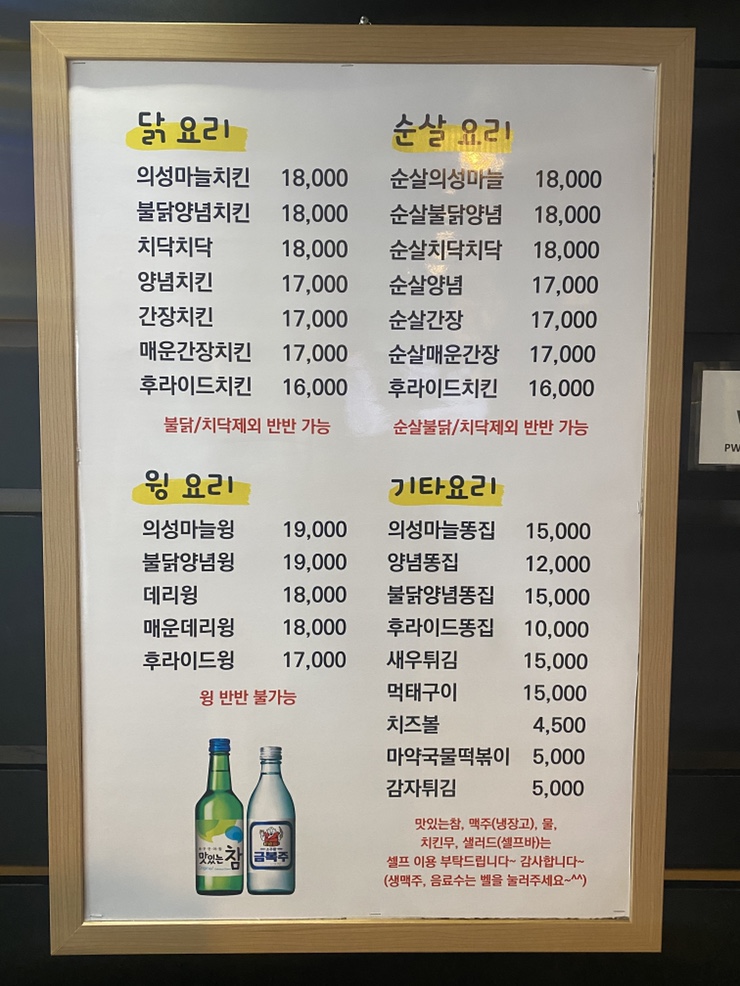 닭 요리
의성마늘치킨 18,000
불닭양념치킨 18,000
치닥치닥 18,000
양념치킨 17,000
간장치킨 17,000
매운간장치킨 17,000
후라이드치킨 16,000
불닭/치닥제외 반반 가능
순살 요리
순살의성마늘 18,000
순살불닭양념 18,000
순살치닥치닥 18,000
순살양념 17,000
순살간장 17,000
순살매운간장 17,000
후라이드치킨 16,000
순살불닭/치닥제외 반반 가능
윙 요리
의성마늘윙 19,000
불닭양념윙 19,000
데리윙 18,000
매운데리윙 18,000
후라이드윙 17,000
윙 반반 불가능
맛있는 참
금복주
기타요리
의성마늘똥집 15,000
양념똥집 12,000
불닭양념똥집 15,000
후라이드똥집 10,000
새우튀김 15,000
먹태구이 15,000
치즈볼 4,500
마약국물떡볶이 5,000
감자튀김 5,000
맛있는참, 맥주(냉장고), 물,
치킨무, 샐러드(셀프바)는
셀프 이용 부탁드립니다~ 감사합니다~
(생맥주, 음료수는 벨을 눌러주세요~^^)
PW